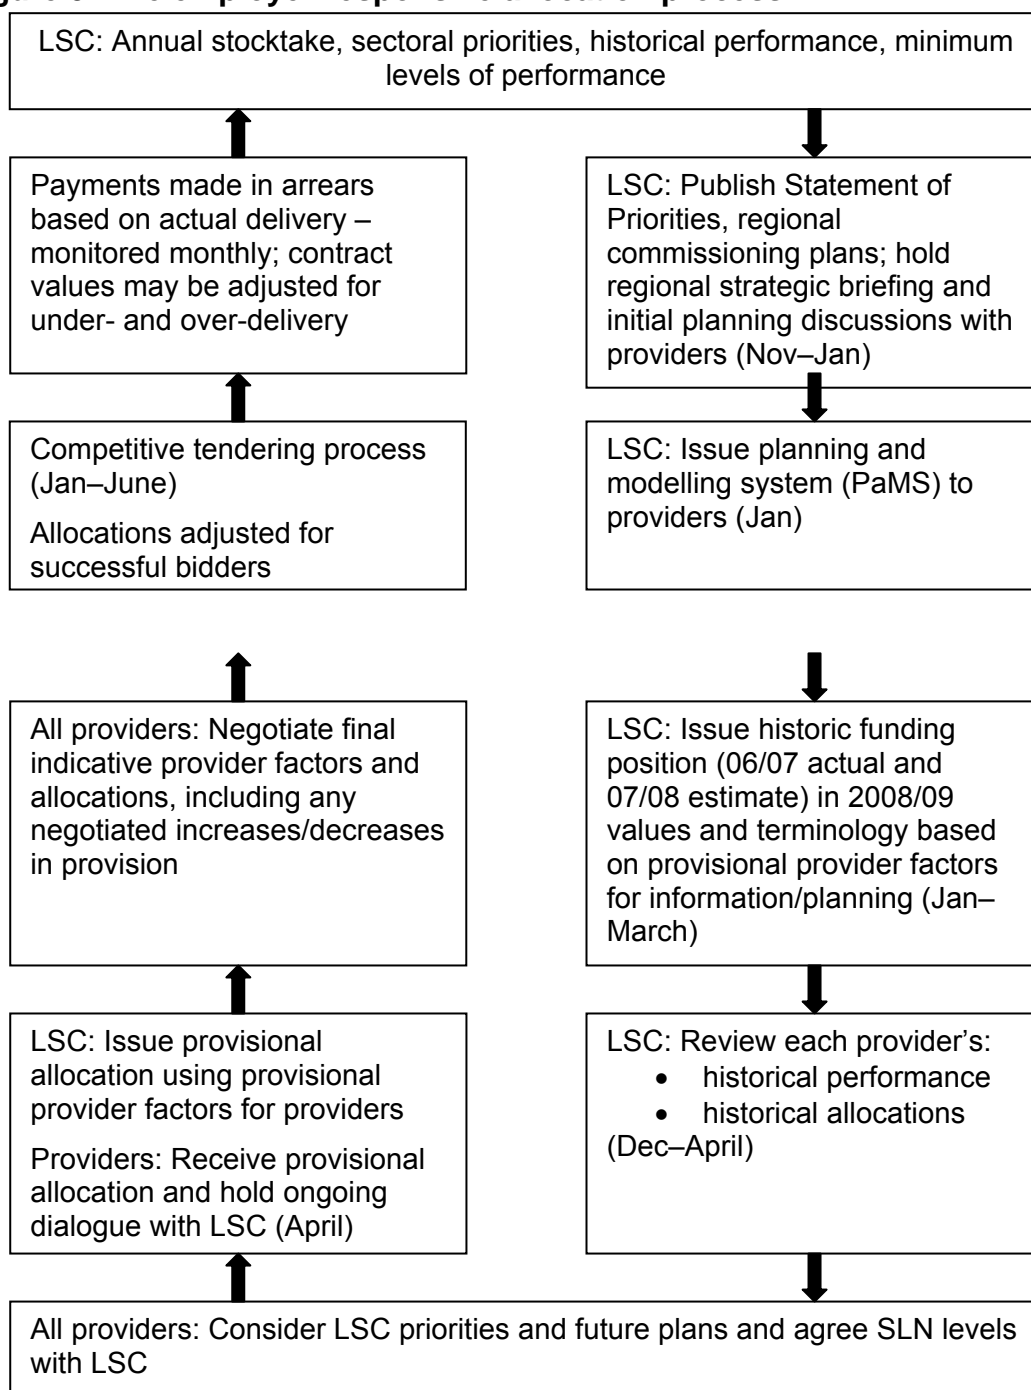 LSC: Annual stocktake, sectoral priorities, historical performance, minimum
levels of performance
Payments made in arrears
based on actual delivery –
monitored monthly; contract
values may be adjusted for
under- and over-delivery
LSC: Publish Statement of
Priorities, regional
commissioning plans; hold
regional strategic briefing and
initial planning discussions with
providers (Nov–Jan)
Competitive tendering process
(Jan–June)
Allocations adjusted for
successful bidders
LSC: Issue planning and
modelling system (PaMS) to
providers (Jan)
All providers: Negotiate final
indicative provider factors and
allocations, including any
negotiated increases/decreases
in provision
LSC: Issue historic funding
position (06/07 actual and
07/08 estimate) in 2008/09
values and terminology based
on provisional provider factors
for information/planning (Jan–
March)
LSC: Issue provisional
allocation using provisional
provider factors for providers
Providers: Receive provisional
allocation and hold ongoing
dialogue with LSC (April)
LSC: Review each provider's:
• historical performance
• historical allocations
(Dec–April)
All providers: Consider LSC priorities and future plans and agree SLN levels
with LSC